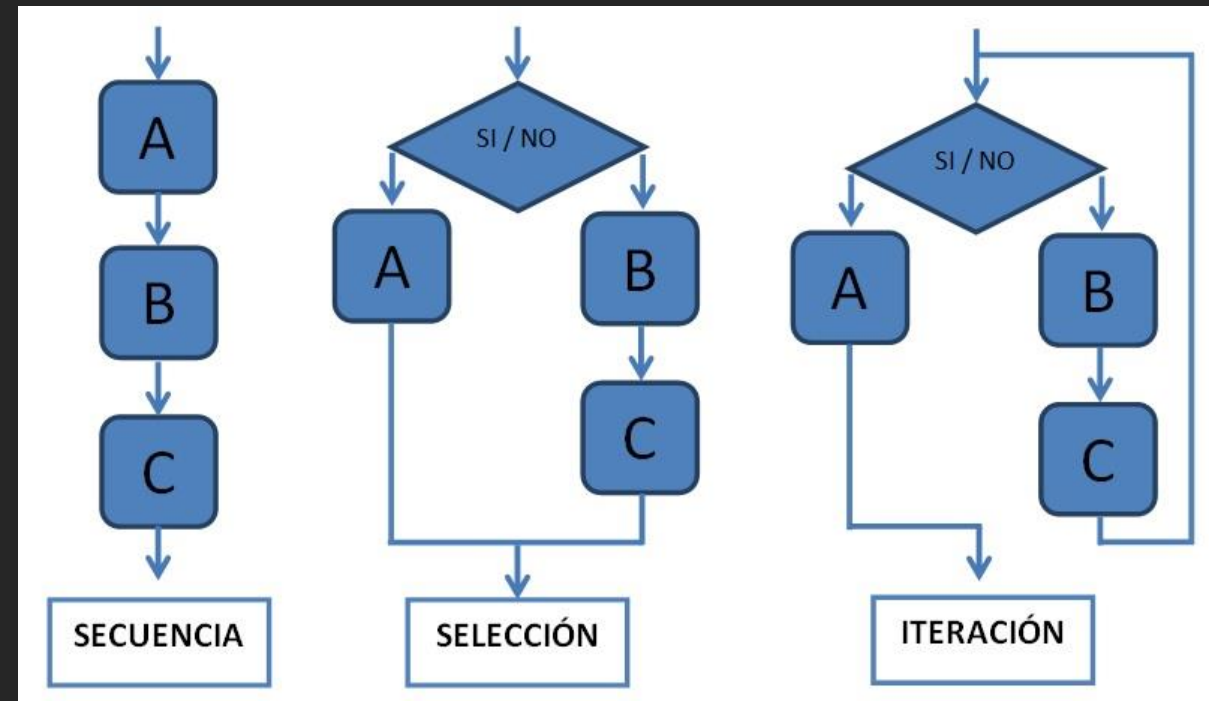 A
B
C
SECUENCIA
SI / NO
A
B
C
SELECCIÓN
SI / NO
A
B
C
ITERACIÓN